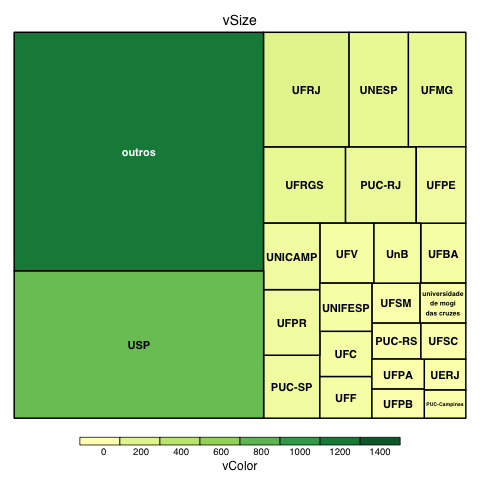 vSize
outros
USP
UFRJ
UNESP
UFMG
UFRGS
PUC-RJ
UFPE
UNICAMP
UFV
UnB
UFBA
UFPR
UNIFESP
UFSM
universidade
de mogi
das cruzes
PUC-SP
UFC
PUC-RS
UFSC
UFF
UFPA
UERJ
UFPB
PUC-Campinas
0 200 400 600 800 1000 1200 1400
vColor